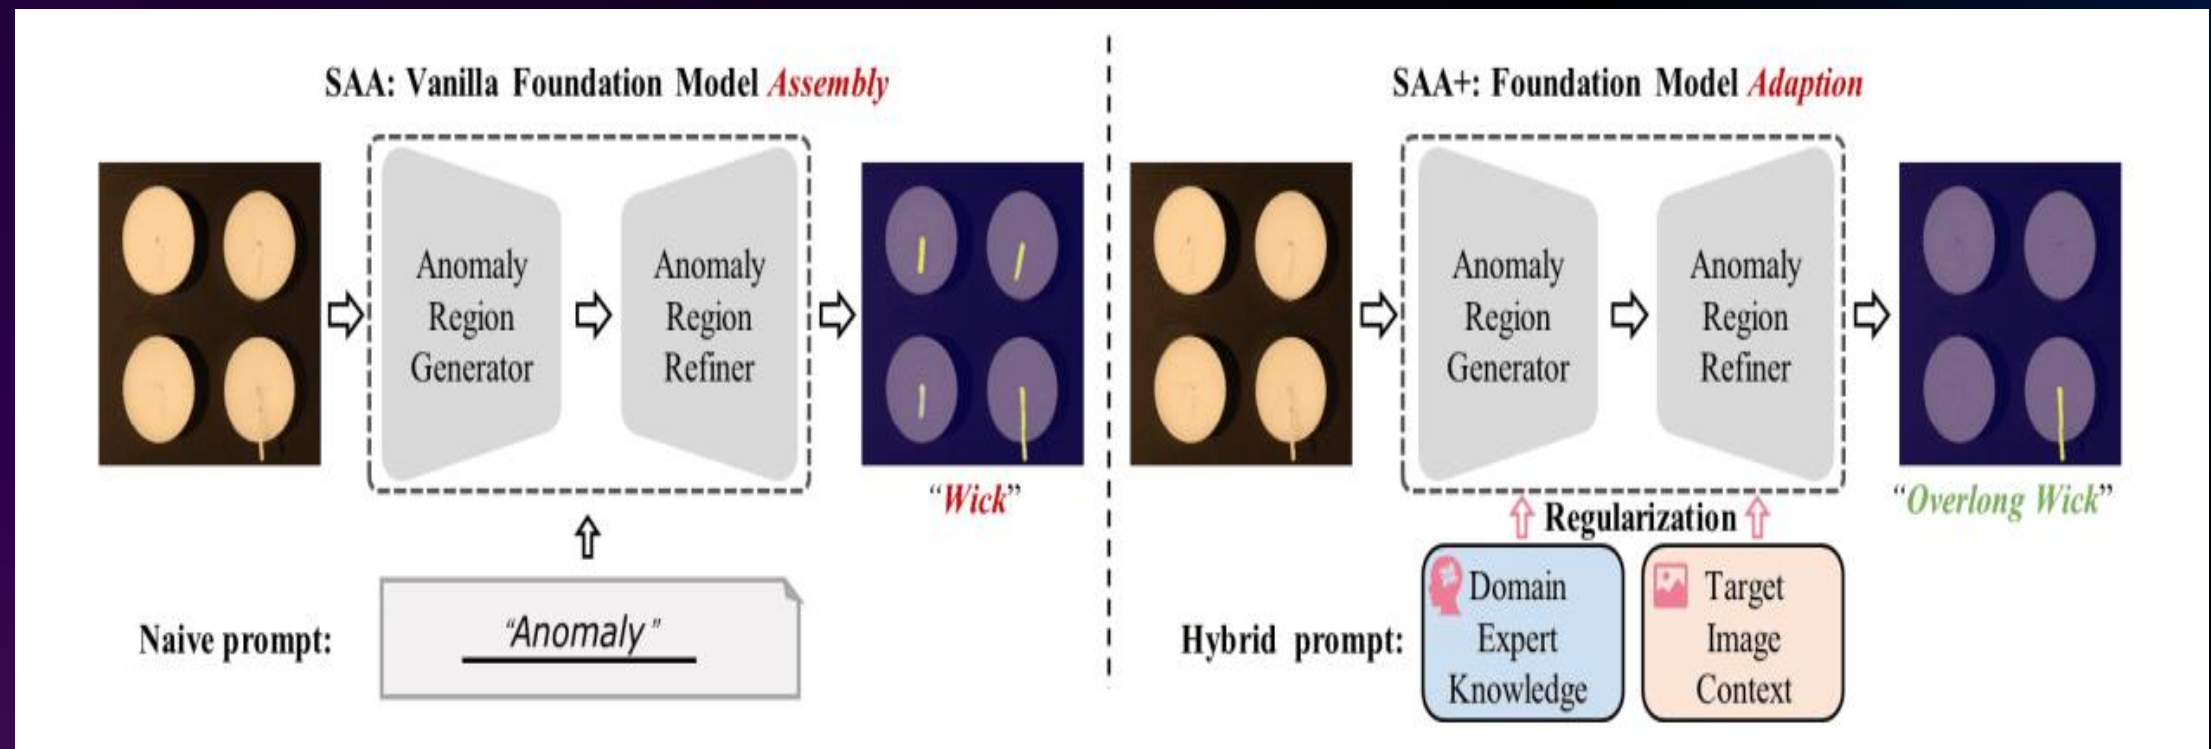 SAA: Vanilla Foundation Model Assembly
Anomaly
Region
Generator
Anomaly
Region
Refiner
“Wick”
Naive prompt:
“Anomaly”
SAA+: Foundation Model Adaption
Anomaly
Region
Generator
Anomaly
Region
Refiner
“Overlong Wick”
Regularization
Hybrid prompt:
Domain
Expert
Knowledge
Target
Image
Context